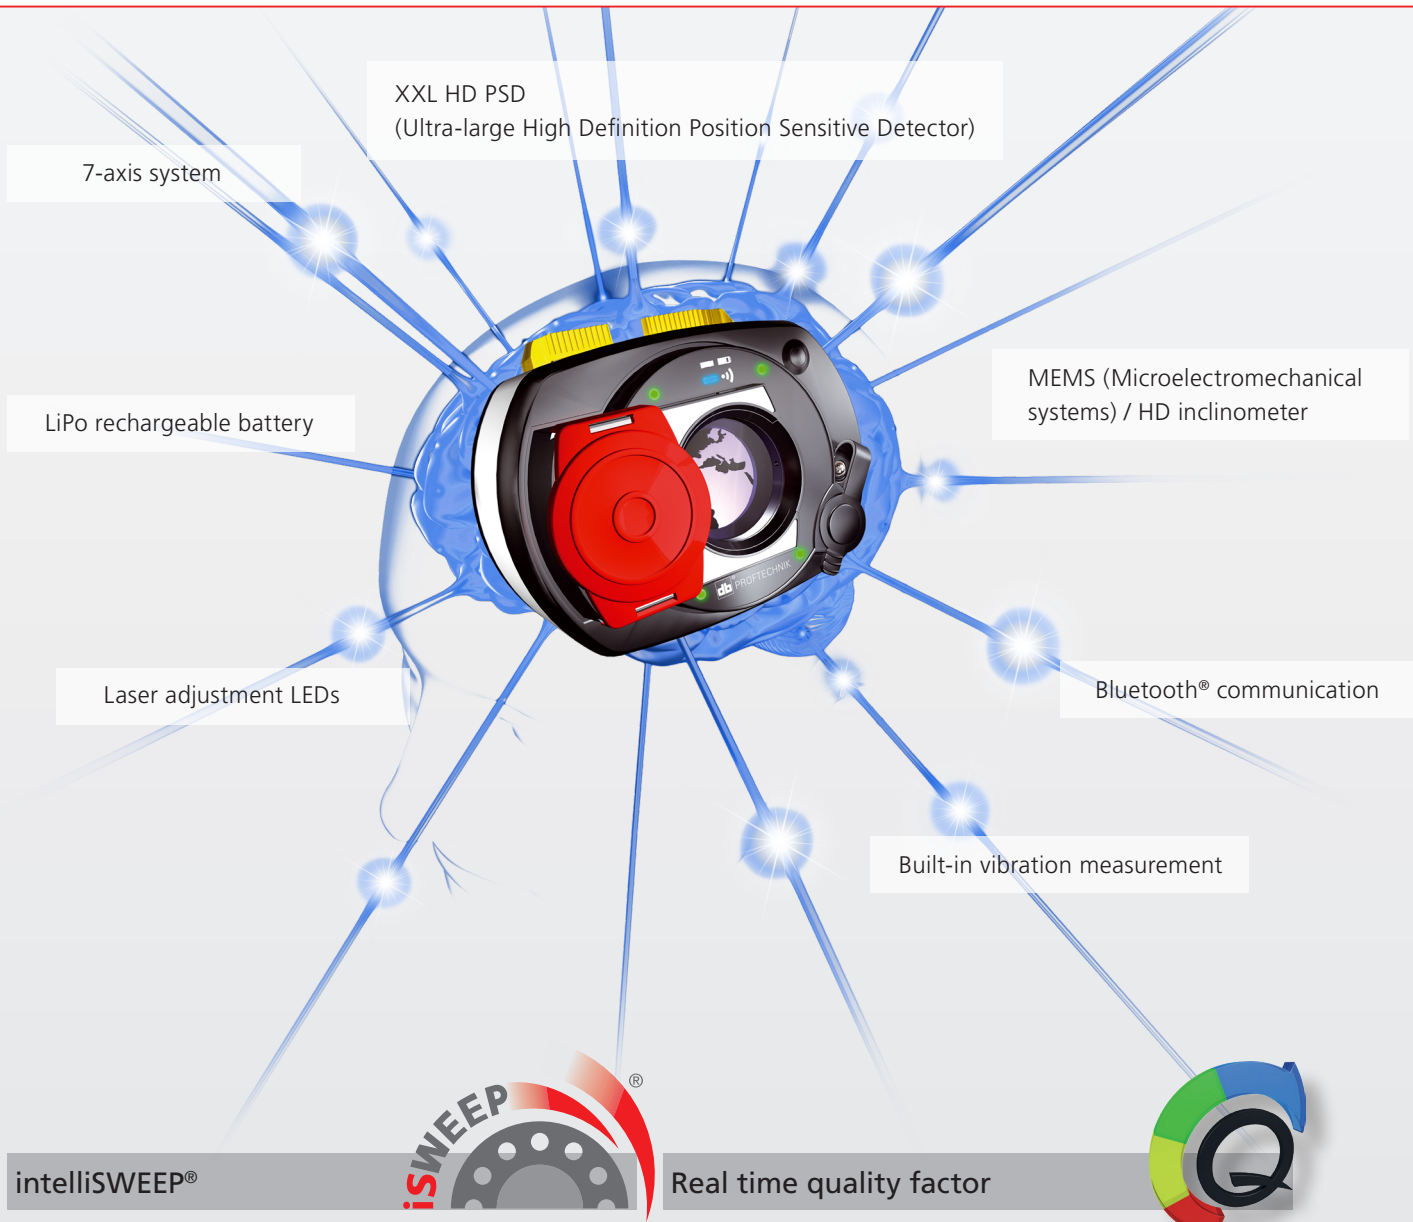 XXL HD PSD
(Ultra-large High Definition Position Sensitive Detector)
7-axis system
MEMS (Microelectromechanical
systems) / HD inclinometer
LiPo rechargeable battery
db® PRÜFTECHNIK
Laser adjustment LEDs
Bluetooth® communication
Built-in vibration measurement
iSWEEP®
intelliSWEEP®
Real time quality factor
Q